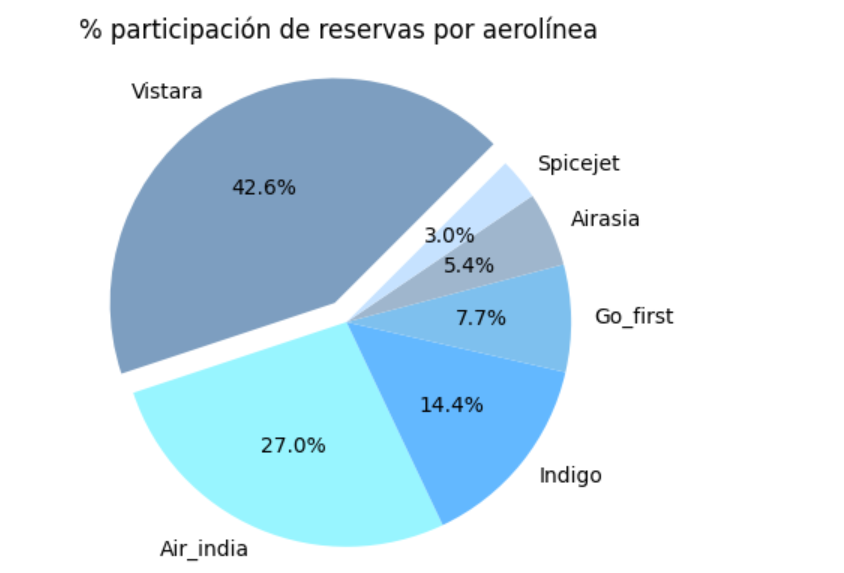 % participación de reservas por aerolínea
Vistara
42.6%
Spicejet
3.0%
Airasia
5.4%
Go_first
7.7%
14.4%
Indigo
27.0%
Air_india